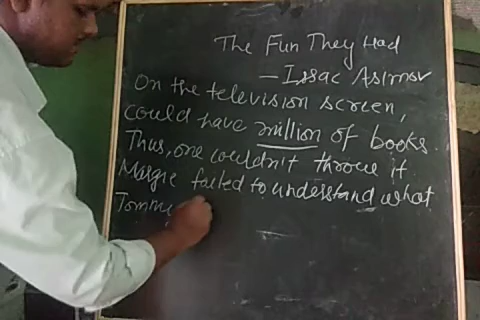 The Fun They Had
— Issac Asimov
On the television screen,
could have million of books.
Thus, one couldn't throw it
Margie failed to understand what
Tommy